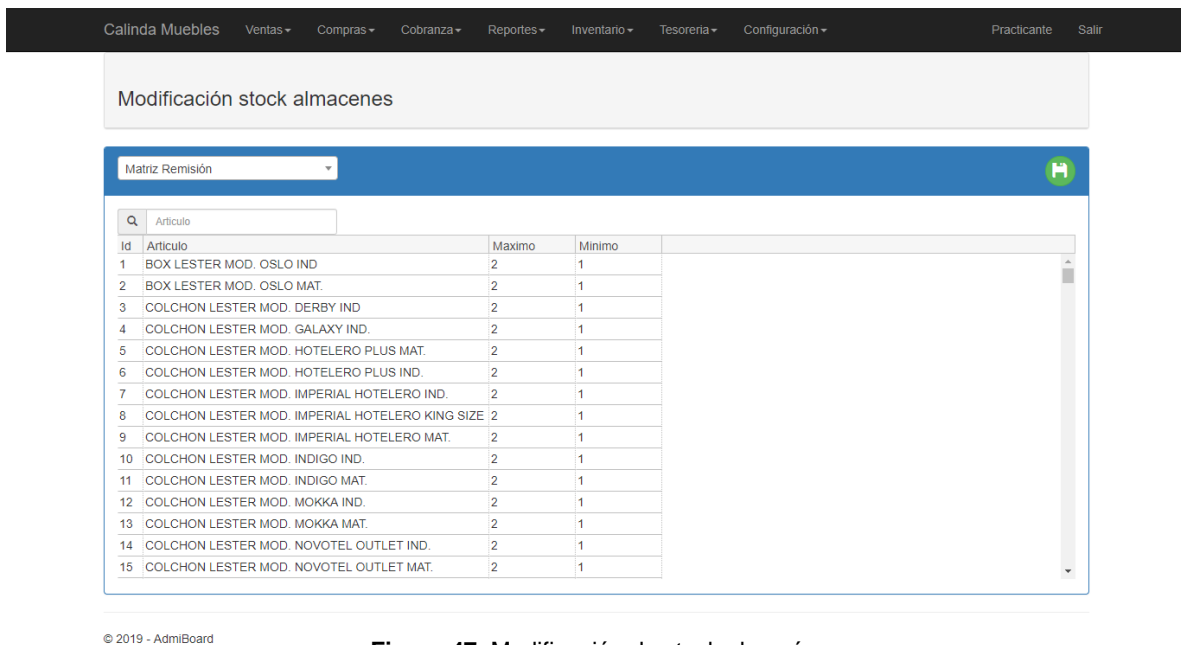 Calinda Muebles Ventas Compras Cobranza Reportes Inventario Tesoreria Configuración Practicante Salir
Modificación stock almacenes
Matriz Remisión
Articulo
Id Articulo Maximo Minimo
1 BOX LESTER MOD. OSLO IND 2 1
2 BOX LESTER MOD. OSLO MAT. 2 1
3 COLCHON LESTER MOD. DERBY IND 2 1
4 COLCHON LESTER MOD. GALAXY IND. 2 1
5 COLCHON LESTER MOD. HOTELERO PLUS MAT. 2 1
6 COLCHON LESTER MOD. HOTELERO PLUS IND. 2 1
7 COLCHON LESTER MOD. IMPERIAL HOTELERO IND. 2 1
8 COLCHON LESTER MOD. IMPERIAL HOTELERO KING SIZE 2 1
9 COLCHON LESTER MOD. IMPERIAL HOTELERO MAT. 2 1
10 COLCHON LESTER MOD. INDIGO IND. 2 1
11 COLCHON LESTER MOD. INDIGO MAT. 2 1
12 COLCHON LESTER MOD. MOKKA IND. 2 1
13 COLCHON LESTER MOD. MOKKA MAT. 2 1
14 COLCHON LESTER MOD. NOVOTEL OUTLET IND. 2 1
15 COLCHON LESTER MOD. NOVOTEL OUTLET MAT. 2 1
© 2019 - AdmiBoard